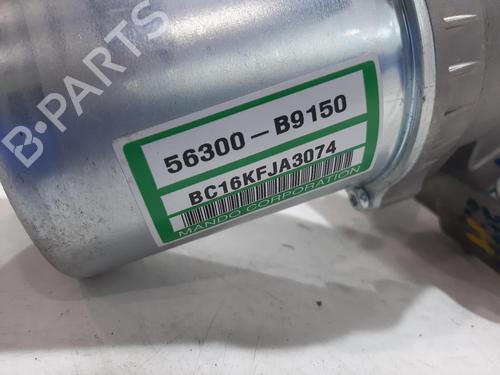 B-PARTS
56300-B9150
BC16KFJA3074
MANDO CORPORATION